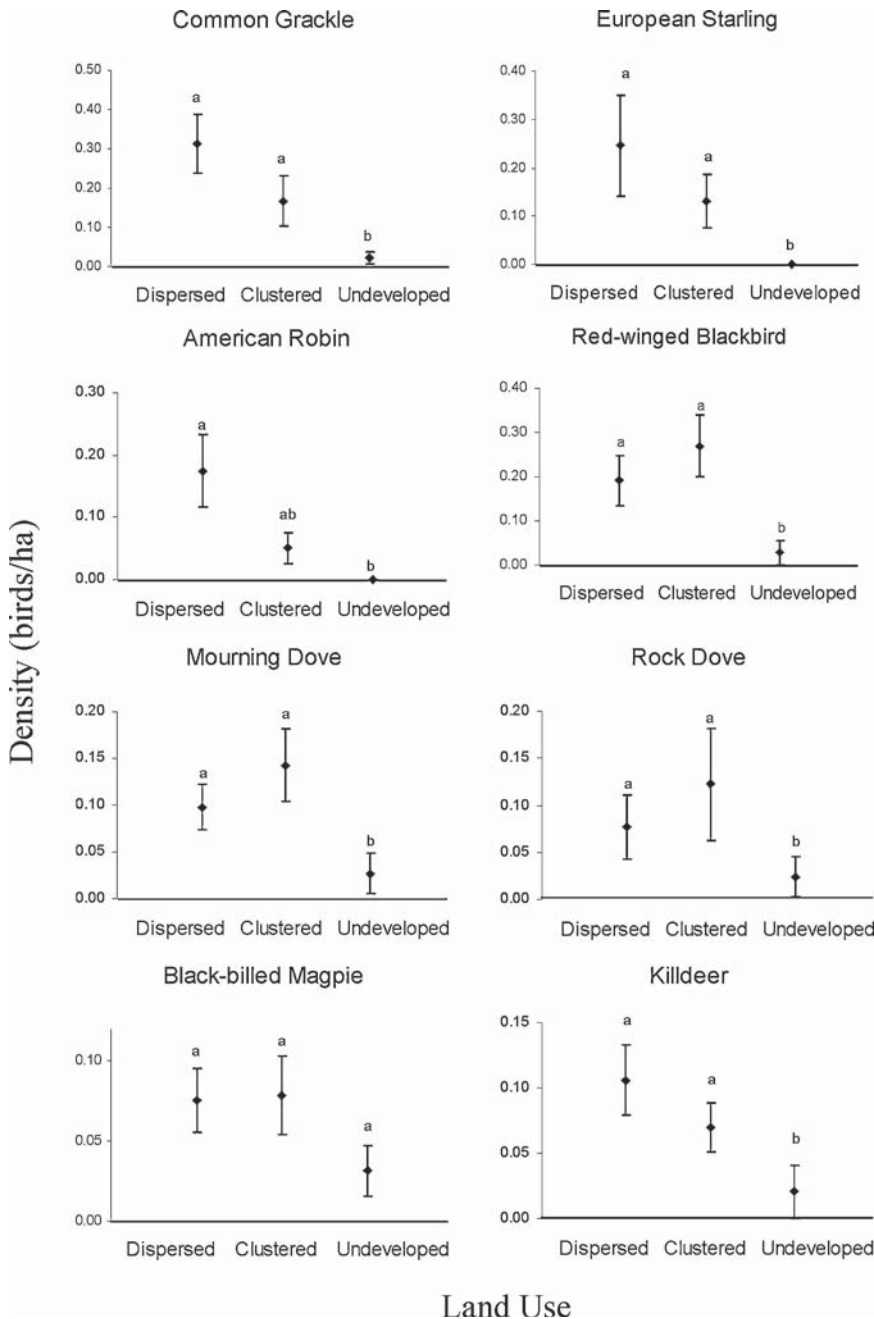 Density (birds/ha)
Common Grackle
0.50
0.40
0.30
0.20
0.10
0.00
a
a
b
Dispersed Clustered Undeveloped
European Starling
0.40
0.30
0.20
0.10
0.00
a
a
b
Dispersed Clustered Undeveloped
American Robin
0.30
0.20
0.10
0.00
a
ab
b
Dispersed Clustered Undeveloped
Red-winged Blackbird
0.40
0.30
0.20
0.10
0.00
a
a
b
Dispersed Clustered Undeveloped
Mourning Dove
0.20
0.15
0.10
0.05
0.00
a
a
b
Dispersed Clustered Undeveloped
Rock Dove
0.20
0.15
0.10
0.05
0.00
a
a
b
Dispersed Clustered Undeveloped
Black-billed Magpie
0.10
0.05
0.00
a
a
a
Dispersed Clustered Undeveloped
Killdeer
0.15
0.10
0.05
0.00
a
a
b
Dispersed Clustered Undeveloped
Land Use